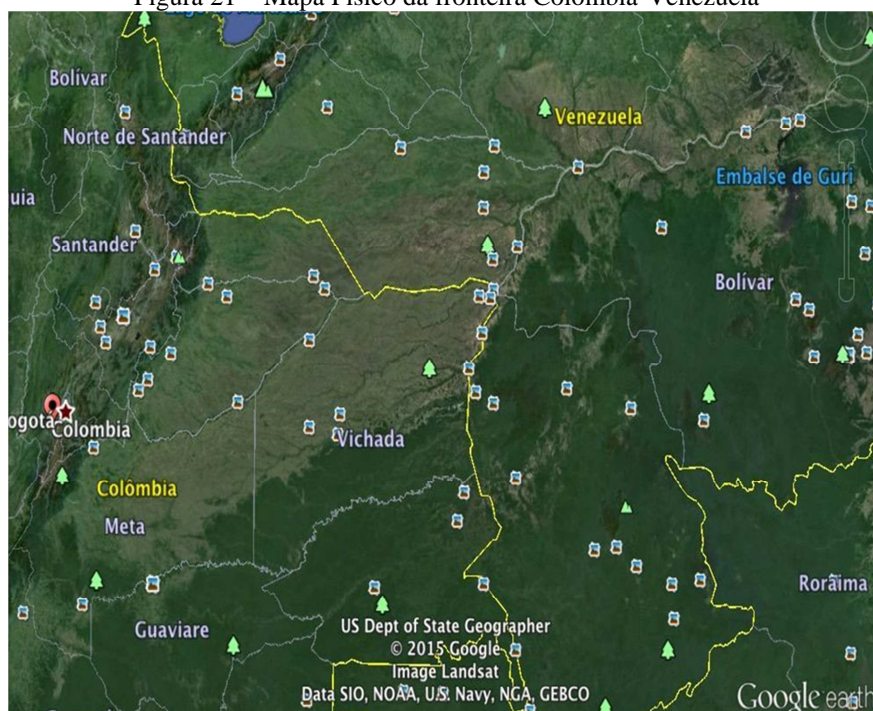 Figura 21 – Mapa Físico da fronteira Colômbia-Venezuela
Bolívar
Norte de Santander
Venezuela
Embalse de Guri
uia
Santander
Bolívar
ogotá
Colombia
Vichada
Colômbia
Meta
Roraima
Guaviare
US Dept of State Geographer
© 2015 Google
Image Landsat
Data SIO, NOAA, U.S. Navy, NGA, GEBCO
Google earth